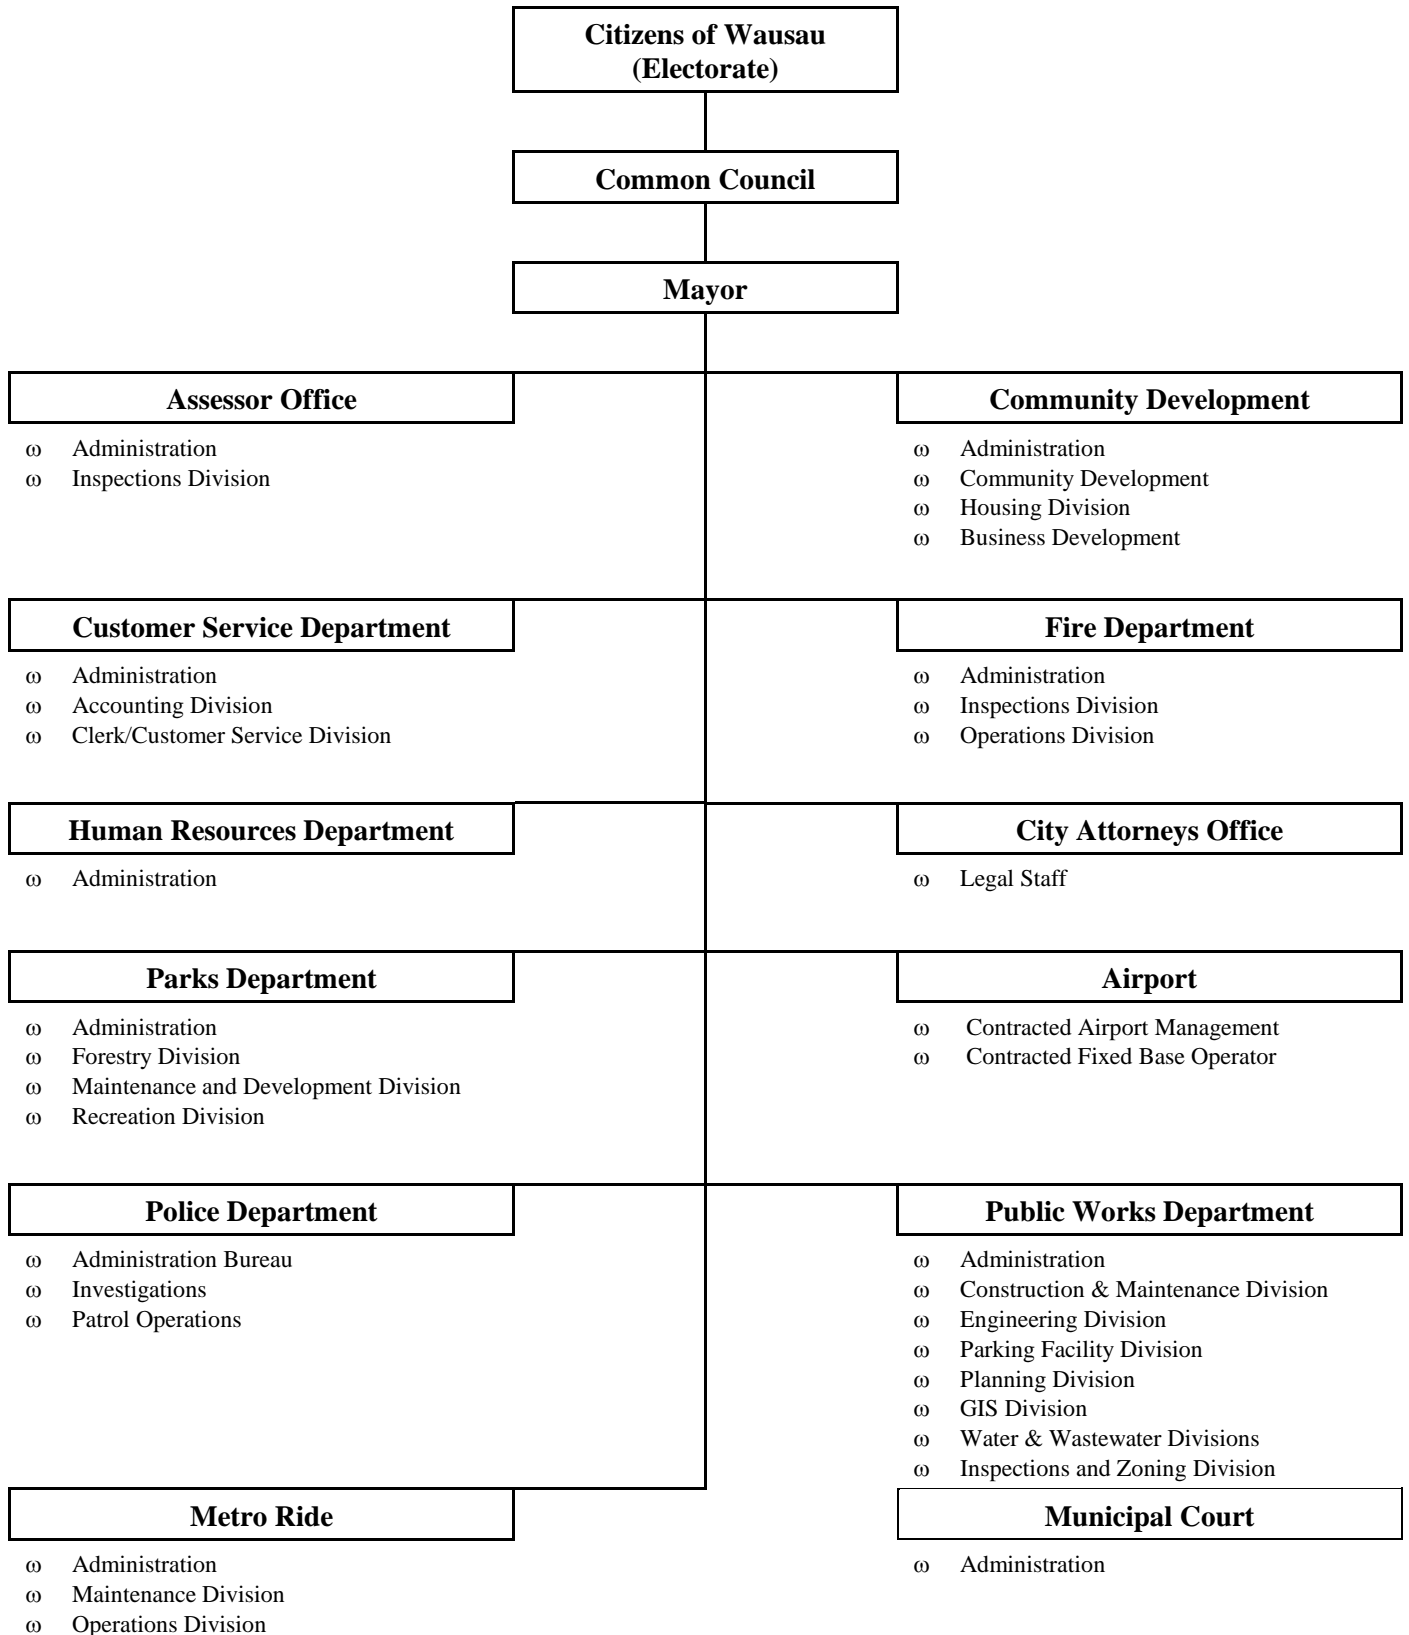 Citizens of Wausau
(Electorate)
Common Council
Mayor
Assessor Office
ω Administration
ω Inspections Division
Community Development
ω Administration
ω Community Development
ω Housing Division
ω Business Development
Customer Service Department
ω Administration
ω Accounting Division
ω Clerk/Customer Service Division
Fire Department
ω Administration
ω Inspections Division
ω Operations Division
Human Resources Department
ω Administration
City Attorneys Office
ω Legal Staff
Parks Department
ω Administration
ω Forestry Division
ω Maintenance and Development Division
ω Recreation Division
Airport
ω Contracted Airport Management
ω Contracted Fixed Base Operator
Police Department
ω Administration Bureau
ω Investigations
ω Patrol Operations
Public Works Department
ω Administration
ω Construction & Maintenance Division
ω Engineering Division
ω Parking Facility Division
ω Planning Division
ω GIS Division
ω Water & Wastewater Divisions
ω Inspections and Zoning Division
Metro Ride
ω Administration
ω Maintenance Division
ω Operations Division
Municipal Court
ω Administration